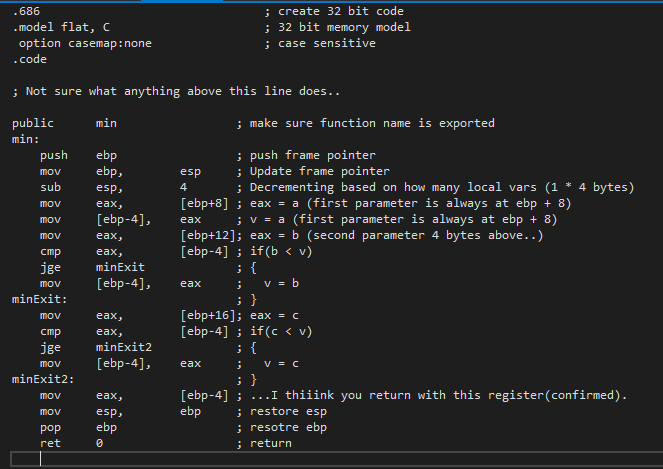 .686 ; create 32 bit code
.model flat, C ; 32 bit memory model
option casemap:none ; case sensitive
.code
; Not sure what anything above this line does..
public min ; make sure function name is exported
min:
push ebp ; push frame pointer
mov ebp, esp ; Update frame pointer
sub esp, 4 ; Decrementing based on how many local vars (1 * 4 bytes)
mov eax, [ebp+8] ; eax = a (first parameter is always at ebp + 8)
mov [ebp-4], eax ; v = a (first parameter is always at ebp + 8)
mov eax, [ebp+12]; eax = b (second parameter 4 bytes above..)
cmp eax, [ebp-4] ; if(b < v)
jge minExit ; {
mov [ebp-4], eax ; v = b
minExit: ; }
mov eax, [ebp+16]; eax = c
cmp eax, [ebp-4] ; if(c < v)
jge minExit2 ; {
mov [ebp-4], eax ; v = c
minExit2: ; }
mov eax, [ebp-4] ; ...I thiiink you return with this register(confirmed).
mov esp, ebp ; restore esp
pop ebp ; resotre ebp
ret 0 ; return